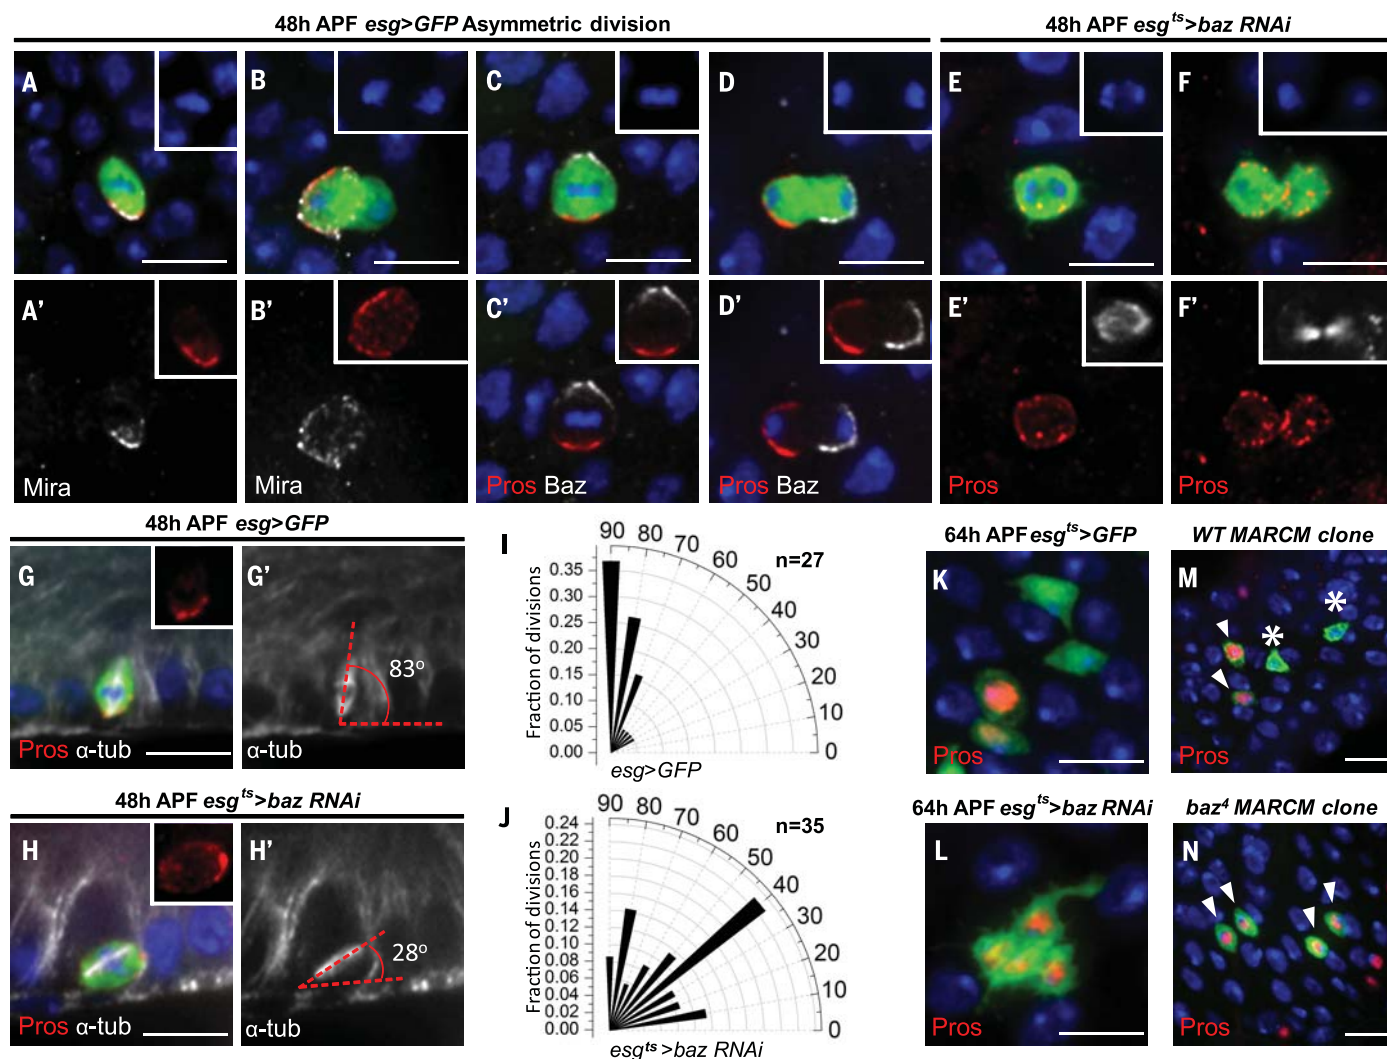 48h APF esg>GFP Asymmetric division
48h APF esgts>baz RNAi
A
B
C
D
E
F
A'
B'
C'
D'
E'
F'
Mira
Mira
Pros Baz
Pros Baz
Pros
Pros
48h APF esg>GFP
G
G'
83o
Pros α-tub
α-tub
48h APF esgts>baz RNAi
H
H'
28o
Pros α-tub
α-tub
I
n=27
90
80
70
60
50
40
30
20
10
0
Fraction of divisions
0.35
0.30
0.25
0.20
0.15
0.10
0.05
0.00
esg>GFP
J
n=35
90
80
70
60
50
40
30
20
10
0
Fraction of divisions
0.24
0.22
0.20
0.18
0.16
0.14
0.12
0.10
0.08
0.06
0.04
0.02
0.00
esgts>baz RNAi
64h APF esgts>GFP
K
Pros
WT MARCM clone
M
*
*
Pros
64h APF esgts>baz RNAi
L
Pros
baz4 MARCM clone
N
Pros